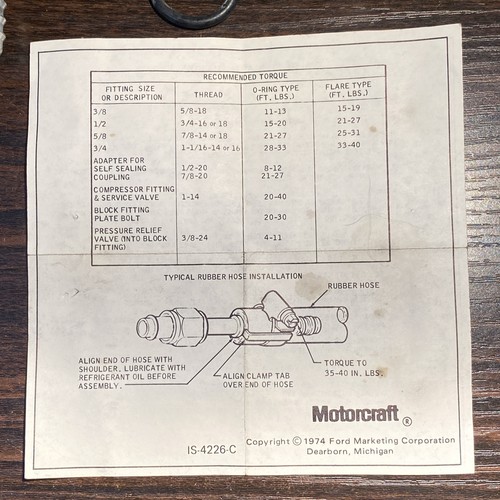 RECOMMENDED TORQUE
FITTING SIZE OR DESCRIPTION THREAD O-RING TYPE (FT. LBS.) FLARE TYPE (FT. LBS.)
3/8 5/8-18 11-13 15-19
1/2 3/4-16 or 18 15-20 21-27
5/8 7/8-14 or 18 21-27 25-31
3/4 1-1/16-14 or 16 28-33 33-40
ADAPTER FOR
SELF SEALING 1/2-20 8-12
COUPLING 7/8-20 21-27
COMPRESSOR FITTING
& SERVICE VALVE 1-14 20-40
BLOCK FITTING
PLATE BOLT 20-30
PRESSURE RELIEF
VALVE (INTO BLOCK 3/8-24 4-11
FITTING)
TYPICAL RUBBER HOSE INSTALLATION
RUBBER HOSE
ALIGN END OF HOSE WITH
SHOULDER. LUBRICATE WITH
REFRIGERANT OIL BEFORE
ASSEMBLY.
ALIGN CLAMP TAB
OVER END OF HOSE
TORQUE TO
35-40 IN. LBS.
Motorcraft ®
IS-4226-C
Copyright © 1974 Ford Marketing Corporation
Dearborn, Michigan